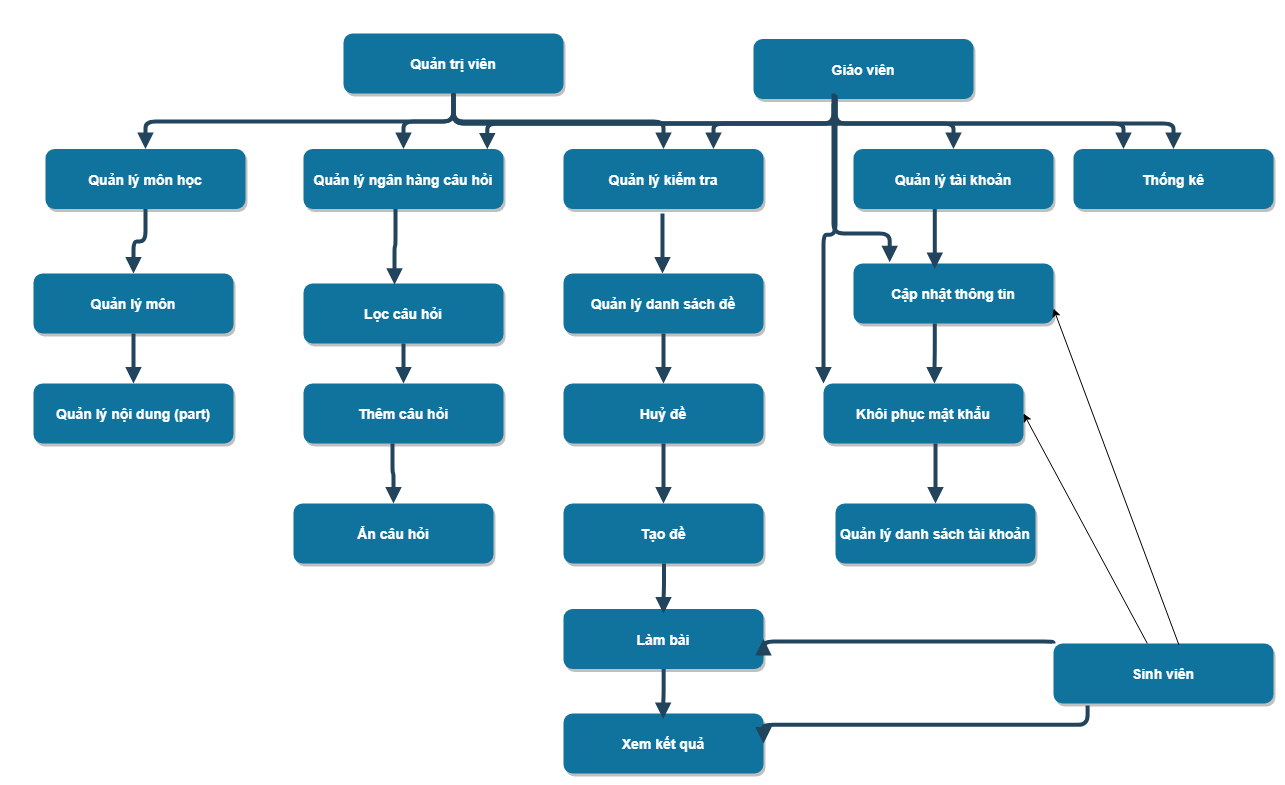 Quản trị viên
Giáo viên
Quản lý môn học
Quản lý ngân hàng câu hỏi
Quản lý kiểm tra
Quản lý tài khoản
Thống kê
Quản lý môn
Lọc câu hỏi
Quản lý danh sách đề
Cập nhật thông tin
Quản lý nội dung (part)
Thêm câu hỏi
Huỷ đề
Khôi phục mật khẩu
Ẩn câu hỏi
Tạo đề
Quản lý danh sách tài khoản
Làm bài
Sinh viên
Xem kết quả